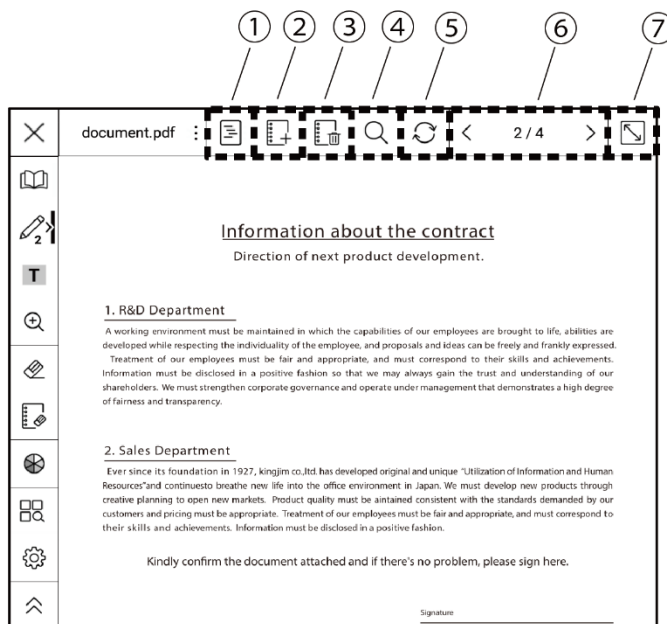 ① ② ③ ④ ⑤ ⑥ ⑦
document.pdf
2 / 4
2
T
Information about the contract
Direction of next product development.
1. R&D Department
A working environment must be maintained in which the capabilities of our employees are brought to life, abilities are
developed while respecting the individuality of the employee, and proposals and ideas can be freely and frankly expressed.
Treatment of our employees must be fair and appropriate, and must correspond to their skills and achievements.
Information must be disclosed in a positive fashion so that we may always gain the trust and understanding of our
shareholders. We must strengthen corporate governance and operate under management that demonstrates a high degree
of fairness and transparency.
2. Sales Department
Ever since its foundation in 1927, kingjim co.,ltd. has developed original and unique "Utilization of Information and Human
Resources"and continuesto breathe new life into the office environment in Japan. We must develop new products through
creative planning to open new markets. Product quality must be aintained consistent with the standards demanded by our
customers and pricing must be appropriate. Treatment of our employees must be fair and appropriate, and must correspond to
their skills and achievements. Information must be disclosed in a positive fashion.
Kindly confirm the document attached and if there's no problem, please sign here.
Signature